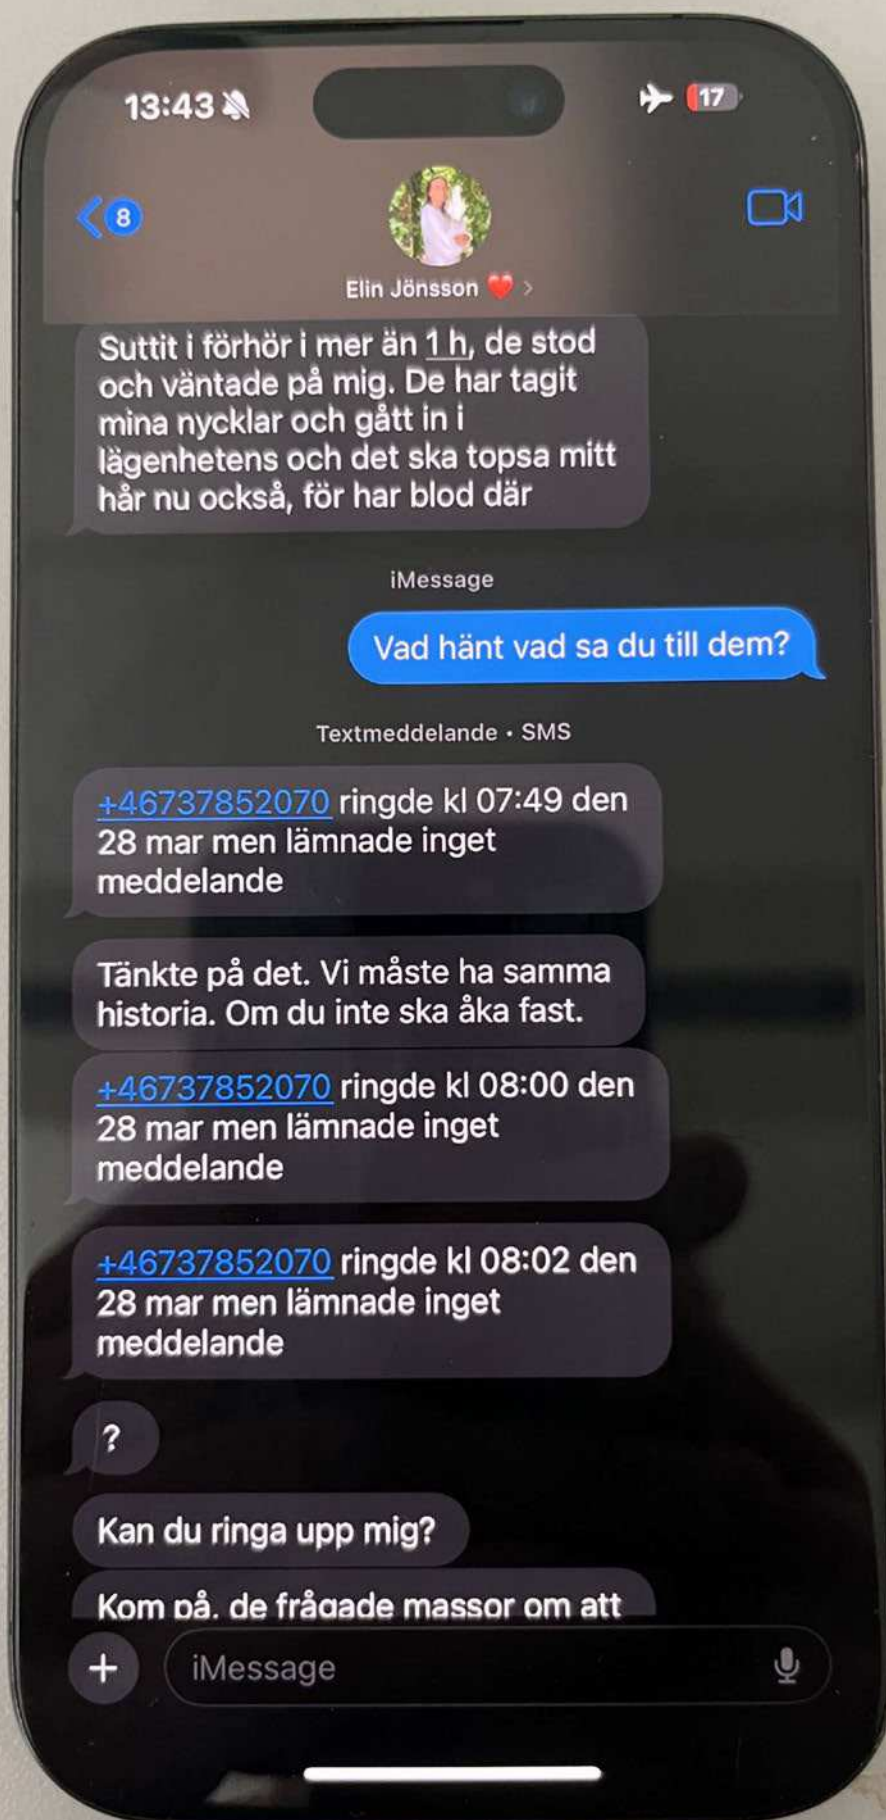 13:43
17
8
Elin Jönsson
Suttit i förhör i mer än 1 h, de stod
och väntade på mig. De har tagit
mina nycklar och gått in i
lägenhetens och det ska topsa mitt
hår nu också, för har blod där
iMessage
Vad hänt vad sa du till dem?
Textmeddelande • SMS
+46737852070 ringde kl 07:49 den
28 mar men lämnade inget
meddelande
Tänkte på det. Vi måste ha samma
historia. Om du inte ska åka fast.
+46737852070 ringde kl 08:00 den
28 mar men lämnade inget
meddelande
+46737852070 ringde kl 08:02 den
28 mar men lämnade inget
meddelande
?
Kan du ringa upp mig?
Kom på, de frågade massor om att
iMessage